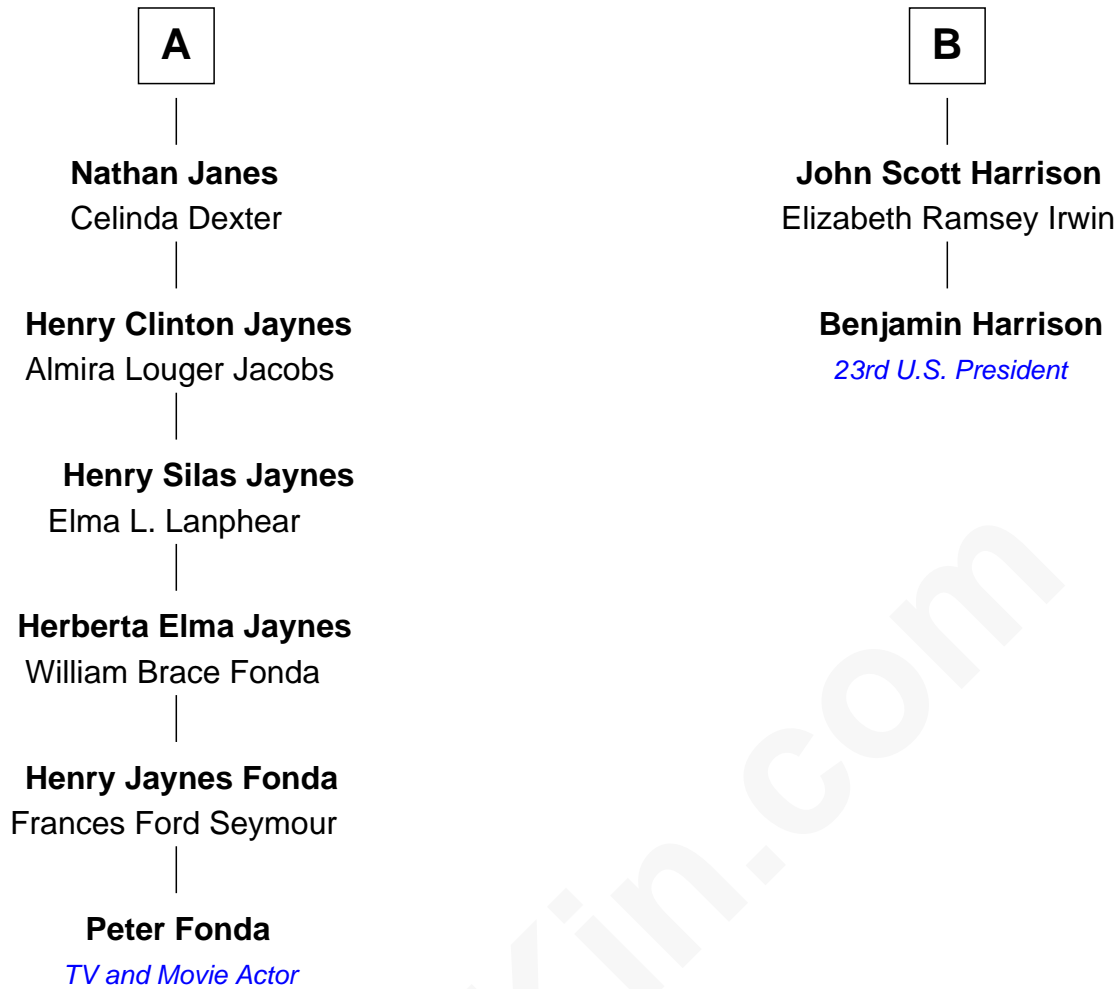 A
Nathan Janes
Celinda Dexter
Henry Clinton Jaynes
Almira Louger Jacobs
Henry Silas Jaynes
Elma L. Lanphear
Herberta Elma Jaynes
William Brace Fonda
Henry Jaynes Fonda
Frances Ford Seymour
Peter Fonda
TV and Movie Actor
B
John Scott Harrison
Elizabeth Ramsey Irwin
Benjamin Harrison
23rd U.S. President
Kin.com